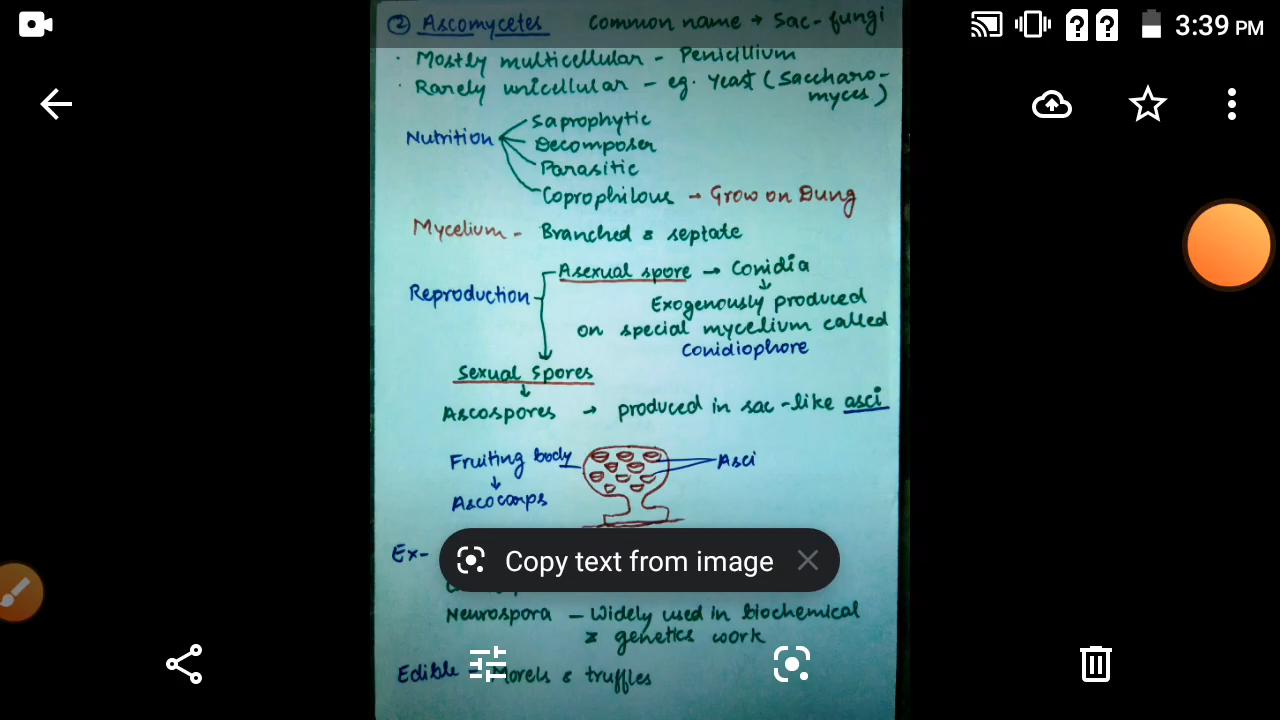 3:39 PM
② Ascomycetes Common name → Sac-fungi
· Mostly multicellular - Penicillium
· Rarely unicellular - eg. Yeast (Saccharo-
myces)
Nutrition
Saprophytic
Decomposer
Parasitic
Coprophilous → Grow on Dung
Mycelium - Branched & septate
Reproduction
Asexual spore → Conidia
↓
Exogenously produced
on special mycelium called
Conidiophore
Sexual Spores
↓
Ascospores → produced in sac-like asci
Fruiting body
Asci
↓
Ascocarps
Ex-
Copy text from image
Neurospora - Widely used in biochemical
& genetics work
Edible - Morels & truffles